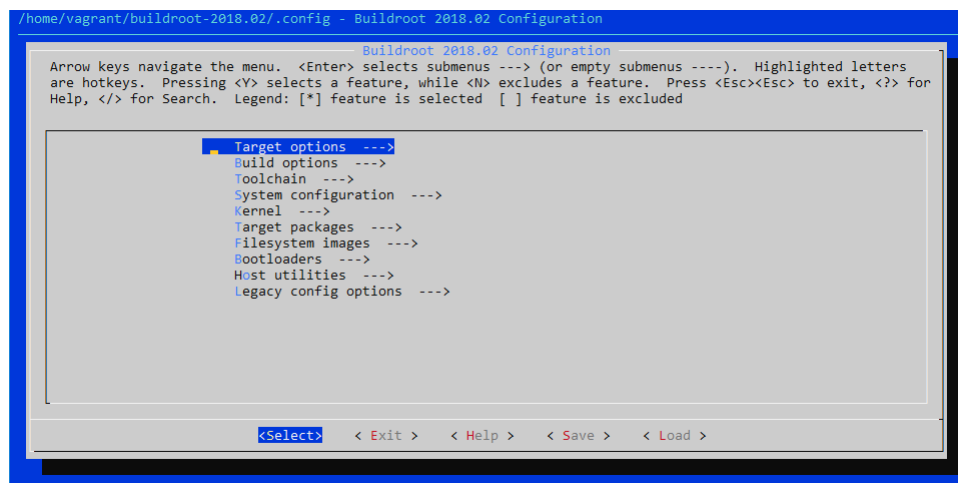 /home/vagrant/buildroot-2018.02/.config - Buildroot 2018.02 Configuration
Buildroot 2018.02 Configuration
Arrow keys navigate the menu.  <Enter> selects submenus ---> (or empty submenus ----).  Highlighted letters
are hotkeys.  Pressing <Y> selects a feature, while <N> excludes a feature.  Press <Esc><Esc> to exit, <?> for
Help, </> for Search.  Legend: [*] feature is selected  [ ] feature is excluded
Target options  --->
Build options  --->
Toolchain  --->
System configuration  --->
Kernel  --->
Target packages  --->
Filesystem images  --->
Bootloaders  --->
Host utilities  --->
Legacy config options  --->
<Select>    < Exit >    < Help >    < Save >    < Load >